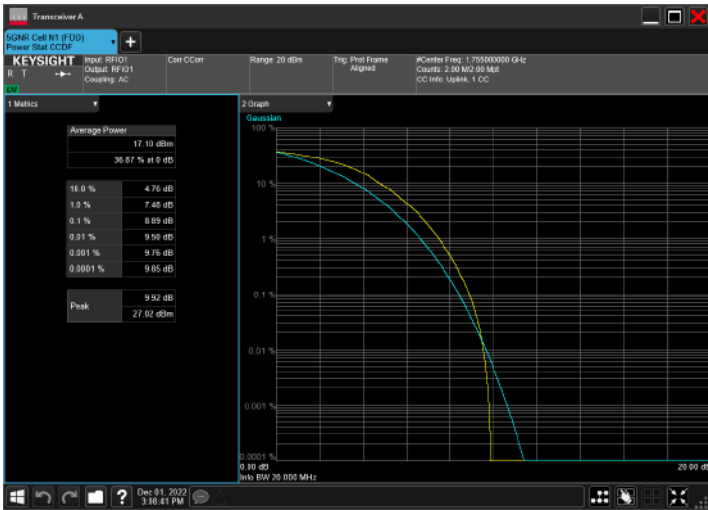 Transceiver A
5GNR Cell N1 (FDD)
Power Stat CCDF
KEYSIGHT
R T
Input: RFIO1
Output: RFIO1
Coupling: AC
Corr CCorr
Range: 20 dBm
Trig: Prot Frame
Aligned
#Center Freq: 1.755000000 GHz
Counts: 2.00 M/2.00 Mpt
CC Info: Uplink, 1 CC
1 Metrics
Average Power
17.10 dBm
36.87 % at 0 dB
10.0 % 4.76 dB
1.0 % 7.48 dB
0.1 % 8.89 dB
0.01 % 9.50 dB
0.001 % 9.76 dB
0.0001 % 9.85 dB
Peak
9.92 dB
27.02 dBm
2 Graph
Gaussian
100 %
10 %
1 %
0.1 %
0.01 %
0.001 %
0.0001 %
0.00 dB
20.00 dB
Info BW 20.000 MHz
?
Dec 01, 2022
3:18:41 PM